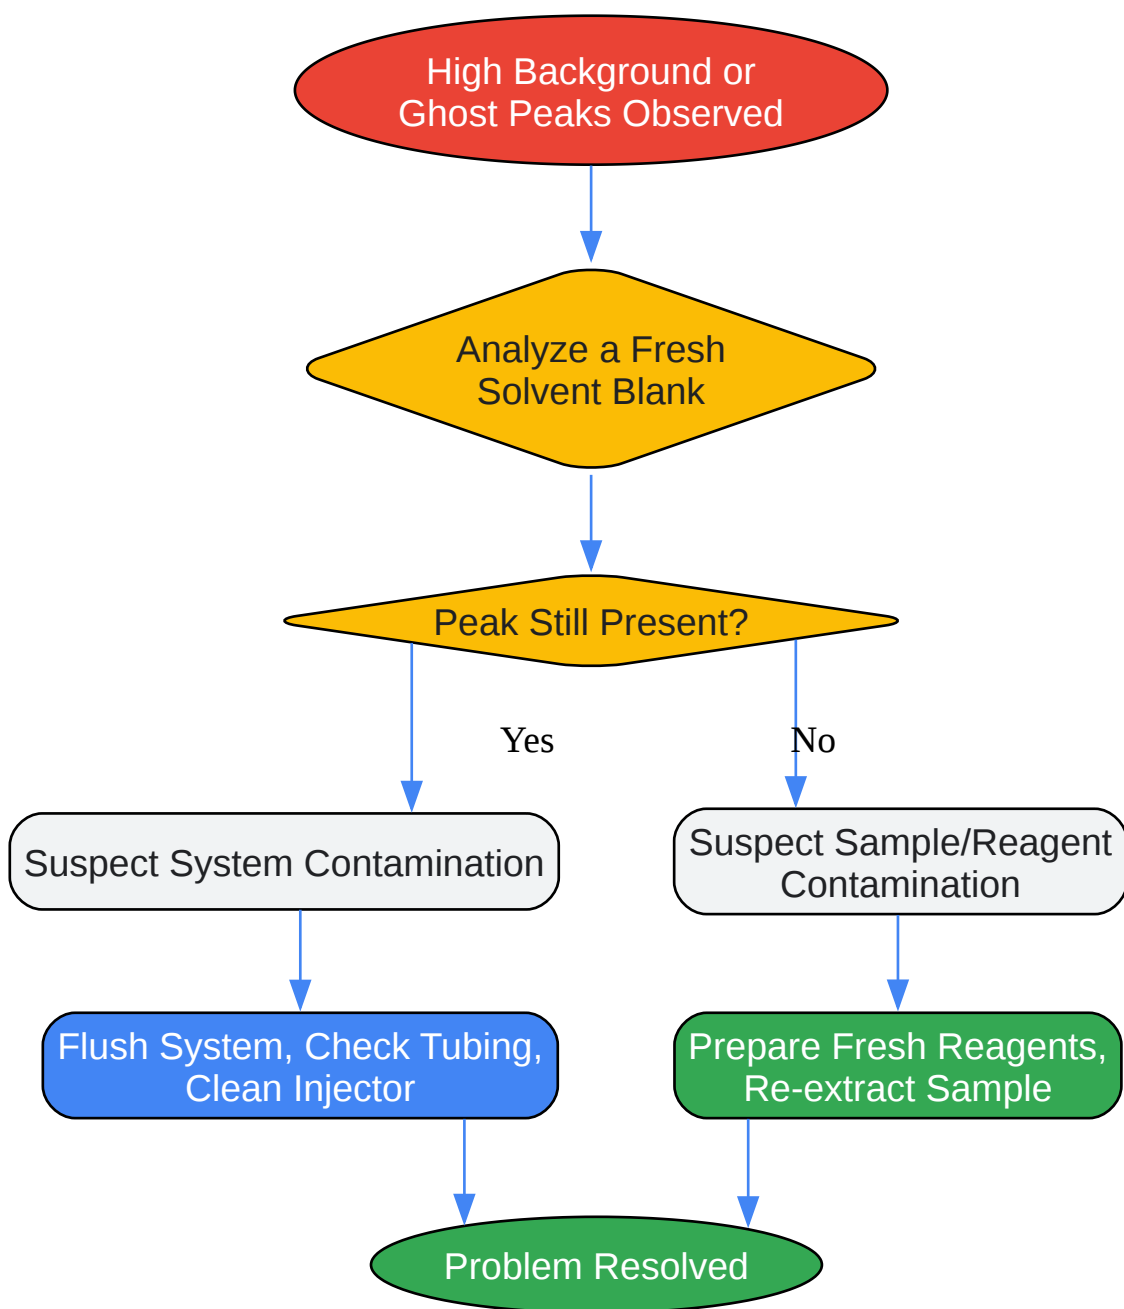 High Background or
Ghost Peaks Observed
Analyze a Fresh
Solvent Blank
Peak Still Present?
Yes
No
Suspect System Contamination
Suspect Sample/Reagent
Contamination
Flush System, Check Tubing,
Clean Injector
Prepare Fresh Reagents,
Re-extract Sample
Problem Resolved